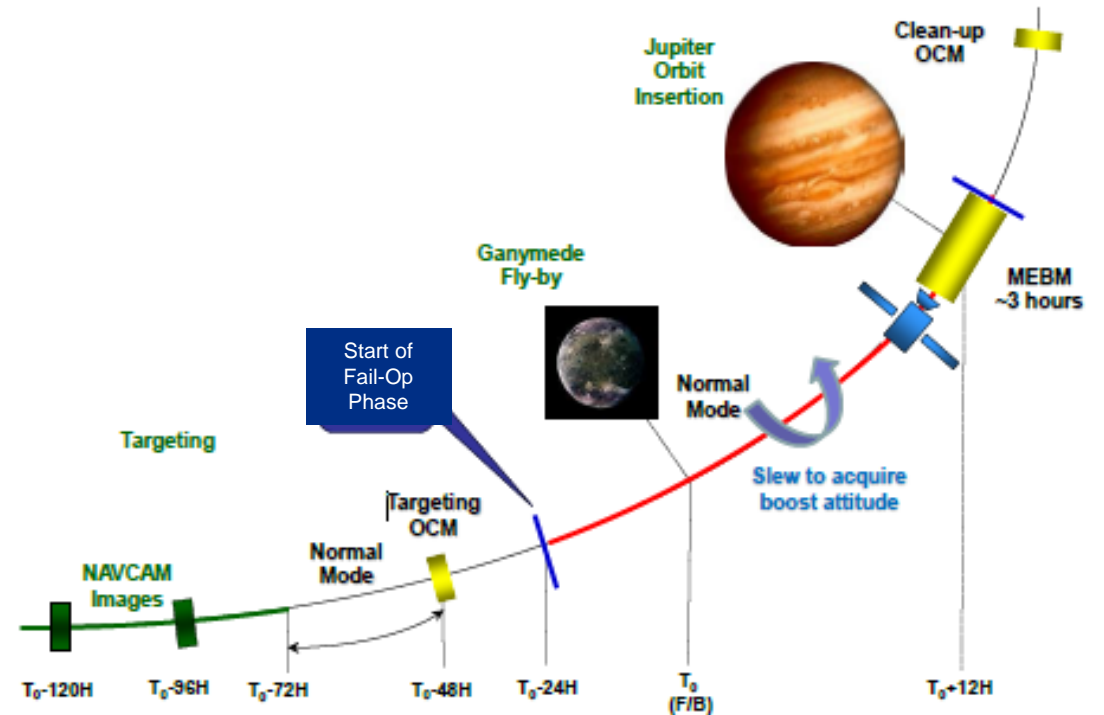 Clean-up
OCM
Jupiter
Orbit
Insertion
MEBM
~3 hours
Ganymede
Fly-by
Start of
Fail-Op
Phase
Normal
Mode
Slew to acquire
boost attitude
Targeting
Targeting
OCM
Normal
Mode
NAVCAM
Images
T₀-120H
T₀-96H
T₀-72H
T₀-48H
T₀-24H
T₀
(F/B)
T₀+12H